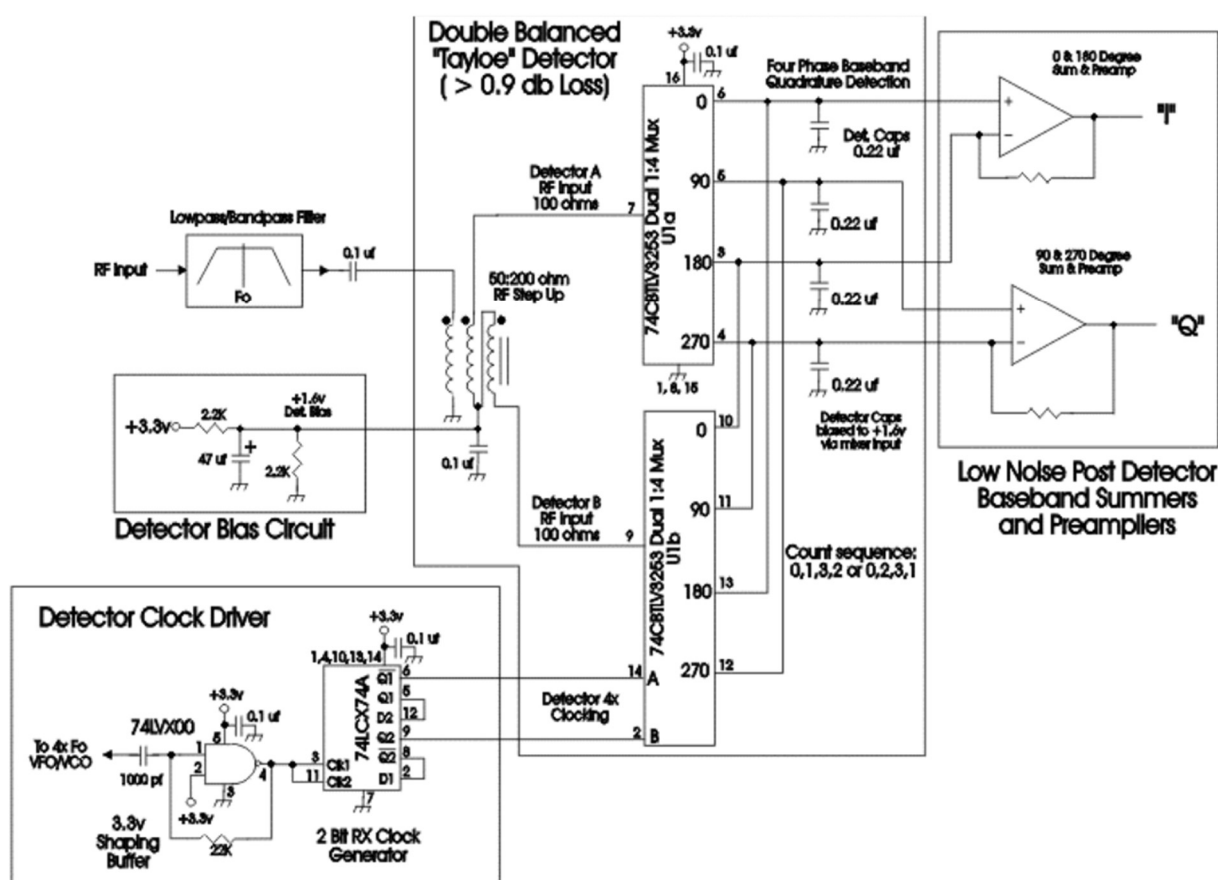 Double Balanced
"Tayloe" Detector
( > 0.9 db Loss)
+3.3v
0.1 uf
16
74CBTLV3253 Dual 1:4 Mux
U1a
0
6
90
5
180
3
270
4
7
1, 8, 15
Four Phase Baseband
Quadrature Detection
Det. Caps
0.22 uf
0.22 uf
0.22 uf
0.22 uf
Detector Caps
biased to +1.6v
via mixer input
0 & 180 Degree
Sum & Preamp
+
-
"I"
90 & 270 Degree
Sum & Preamp
+
-
"Q"
Low Noise Post Detector
Baseband Summers
and Preampliers
Detector A
RF Input
100 ohms
Lowpass/Bandpass Filter
RF Input
Fo
0.1 uf
50:200 ohm
RF Step Up
+3.3v
2.2K
+1.6v
Det. Bias
+
47 uf
2.2K
0.1 uf
Detector Bias Circuit
Detector B
RF Input
100 ohms
9
74CBTLV3253 Dual 1:4 Mux
U1b
0
10
90
11
180
13
270
12
14
A
2
B
Count sequence:
0,1,3,2 or 0,2,3,1
Detector 4x
Clocking
Detector Clock Driver
+3.3v
0.1 uf
1,4,10,13,14
74LCX74A
Q1
6
Q1
5
D2
12
Q2
9
Q2
8
D1
2
3
Clk1
11
Clk2
7
2 Bit RX Clock
Generator
+3.3v
0.1 uf
74LVX00
5
1
2
3
4
To 4x Fo
VFO/VCO
1000 pf
+3.3v
22K
3.3v
Shaping
Buffer